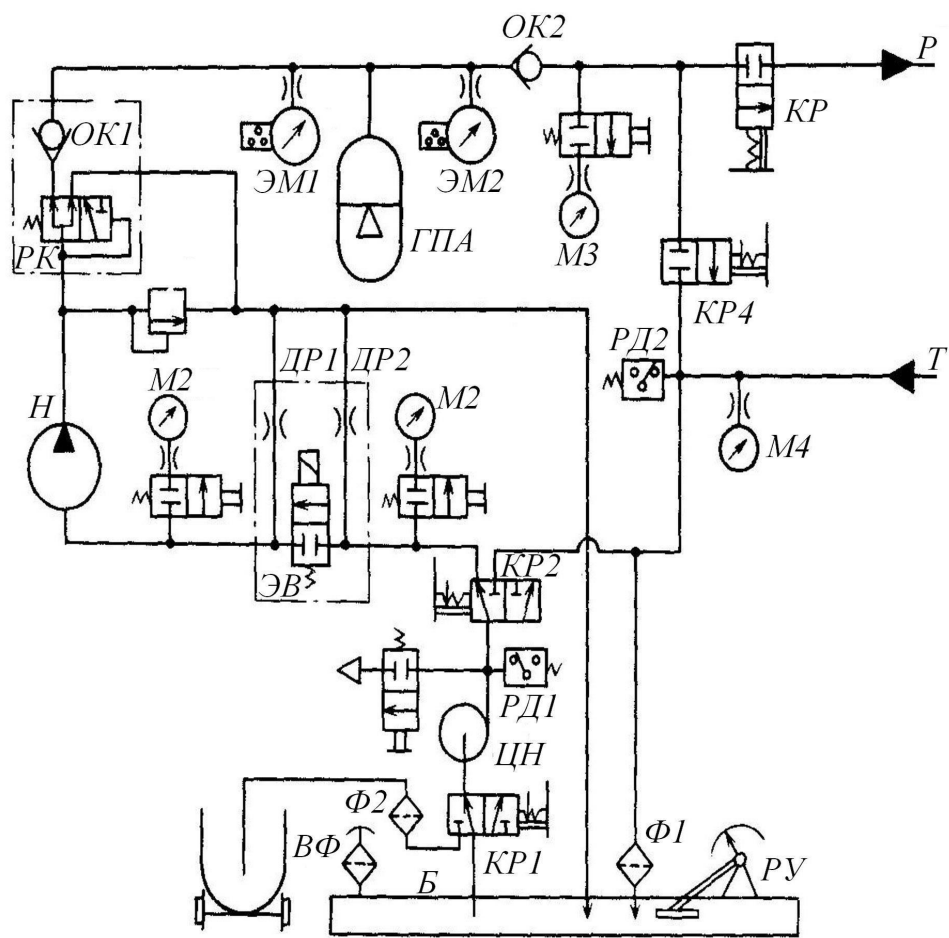 ОК2
Р
КР
ОК1
ЭМ1
ЭМ2
ГПА
М3
РК
КР4
РД2
Т
ДР1
ДР2
М2
М2
Н
М4
ЭВ
КР2
РД1
ЦН
Ф2
ВФ
КР1
Ф1
РУ
Б